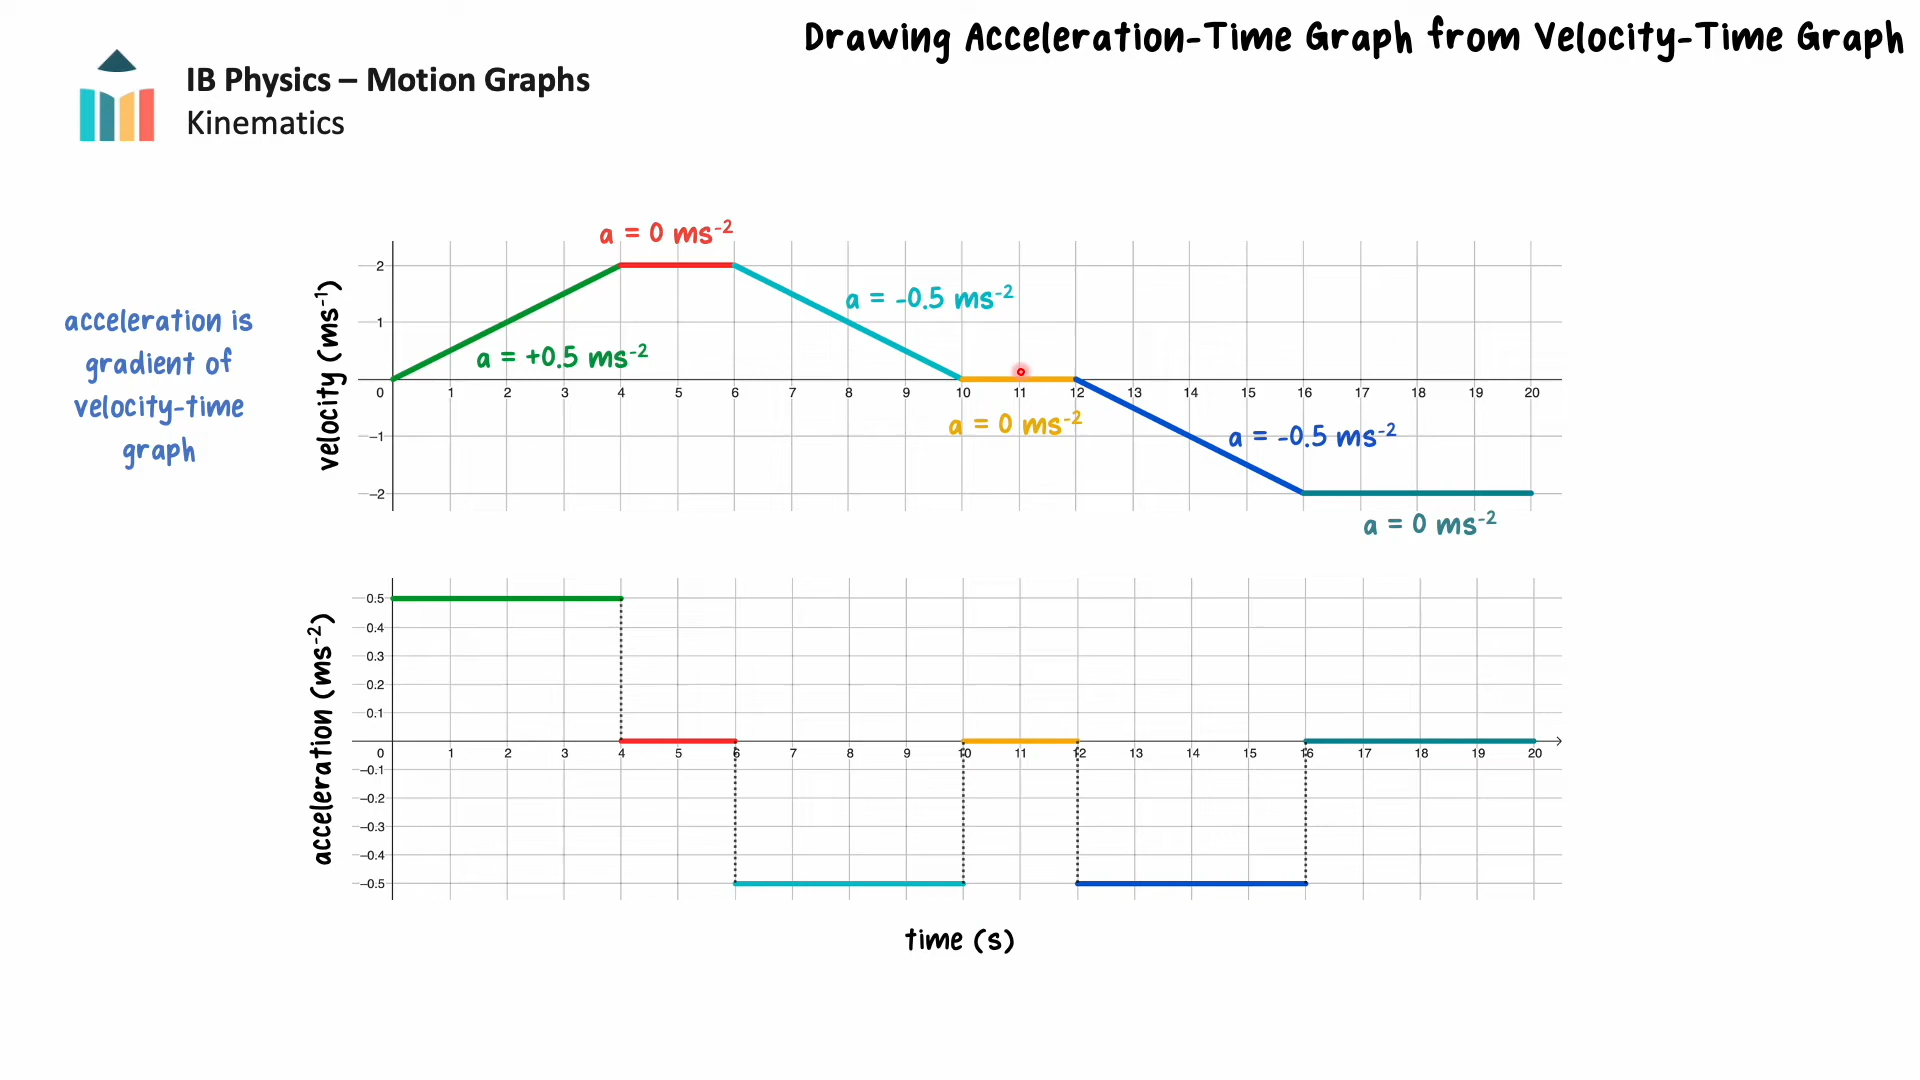 Drawing Acceleration-Time Graph from Velocity-Time Graph
IB Physics – Motion Graphs
Kinematics
acceleration is
gradient of
velocity-time
graph
velocity (ms⁻¹)
2
1
0
−1
−2
1 2 3 4 5 6 7 8 9 10 11 12 13 14 15 16 17 18 19 20
a = +0.5 ms⁻²
a = 0 ms⁻²
a = -0.5 ms⁻²
a = 0 ms⁻²
a = -0.5 ms⁻²
a = 0 ms⁻²
acceleration (ms⁻²)
0.5
0.4
0.3
0.2
0.1
0
−0.1
−0.2
−0.3
−0.4
−0.5
1 2 3 4 5 6 7 8 9 10 11 12 13 14 15 16 17 18 19 20
time (s)